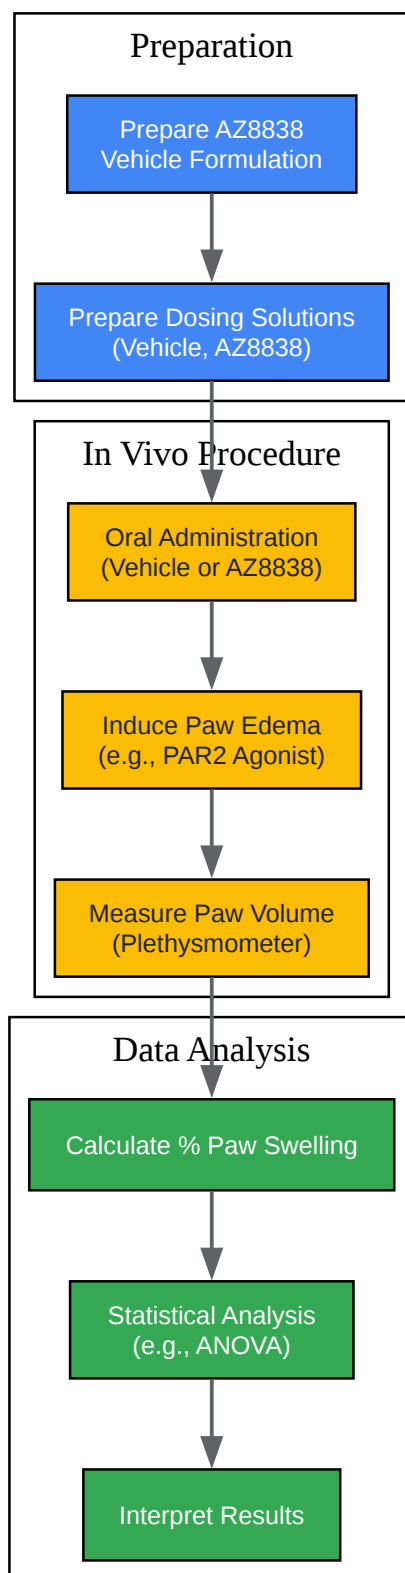 Preparation
Prepare AZ8838
Vehicle Formulation
Prepare Dosing Solutions
(Vehicle, AZ8838)
In Vivo Procedure
Oral Administration
(Vehicle or AZ8838)
Induce Paw Edema
(e.g., PAR2 Agonist)
Measure Paw Volume
(Plethysmometer)
Data Analysis
Calculate % Paw Swelling
Statistical Analysis
(e.g., ANOVA)
Interpret Results